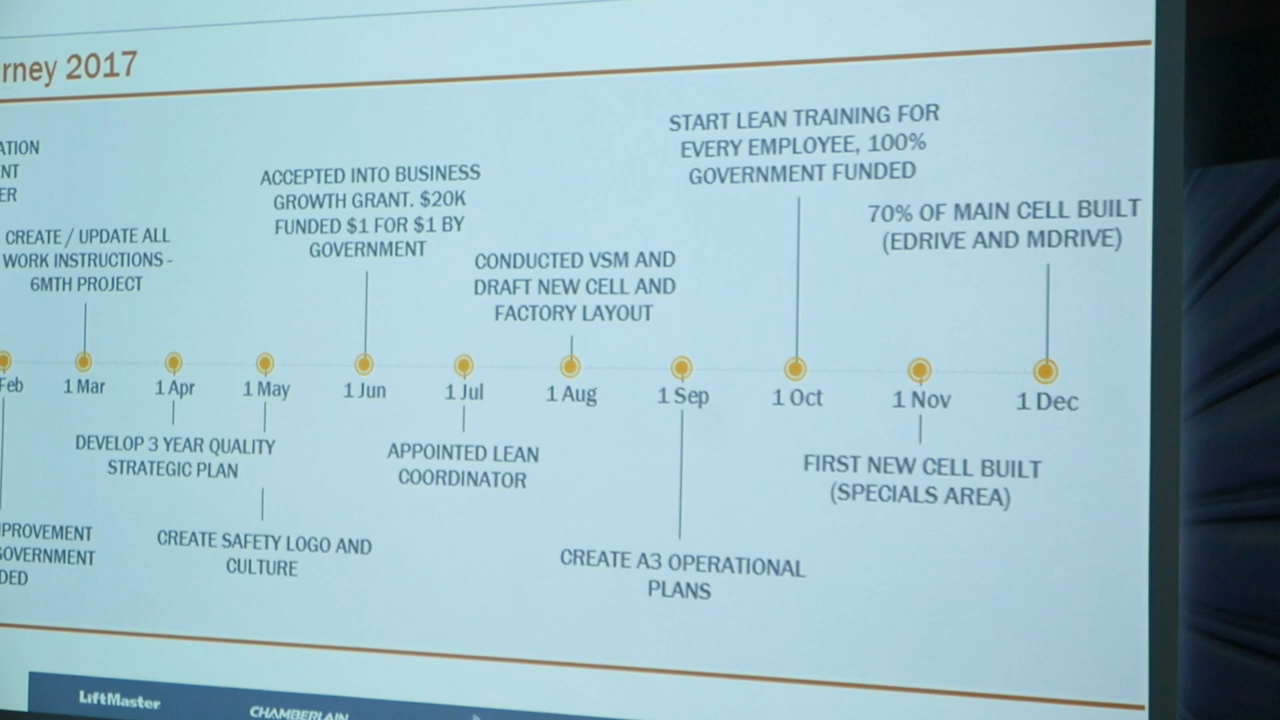 rney 2017
ATION
NT
ER
CREATE / UPDATE ALL
WORK INSTRUCTIONS -
6MTH PROJECT
ACCEPTED INTO BUSINESS
GROWTH GRANT. $20K
FUNDED $1 FOR $1 BY
GOVERNMENT
CONDUCTED VSM AND
DRAFT NEW CELL AND
FACTORY LAYOUT
START LEAN TRAINING FOR
EVERY EMPLOYEE, 100%
GOVERNMENT FUNDED
70% OF MAIN CELL BUILT
(EDRIVE AND MDRIVE)
Feb
1 Mar
1 Apr
1 May
1 Jun
1 Jul
1 Aug
1 Sep
1 Oct
1 Nov
1 Dec
DEVELOP 3 YEAR QUALITY
STRATEGIC PLAN
APPOINTED LEAN
COORDINATOR
FIRST NEW CELL BUILT
(SPECIALS AREA)
PROVEMENT
GOVERNMENT
DED
CREATE SAFETY LOGO AND
CULTURE
CREATE A3 OPERATIONAL
PLANS
LiftMaster
CHAMBERLAIN